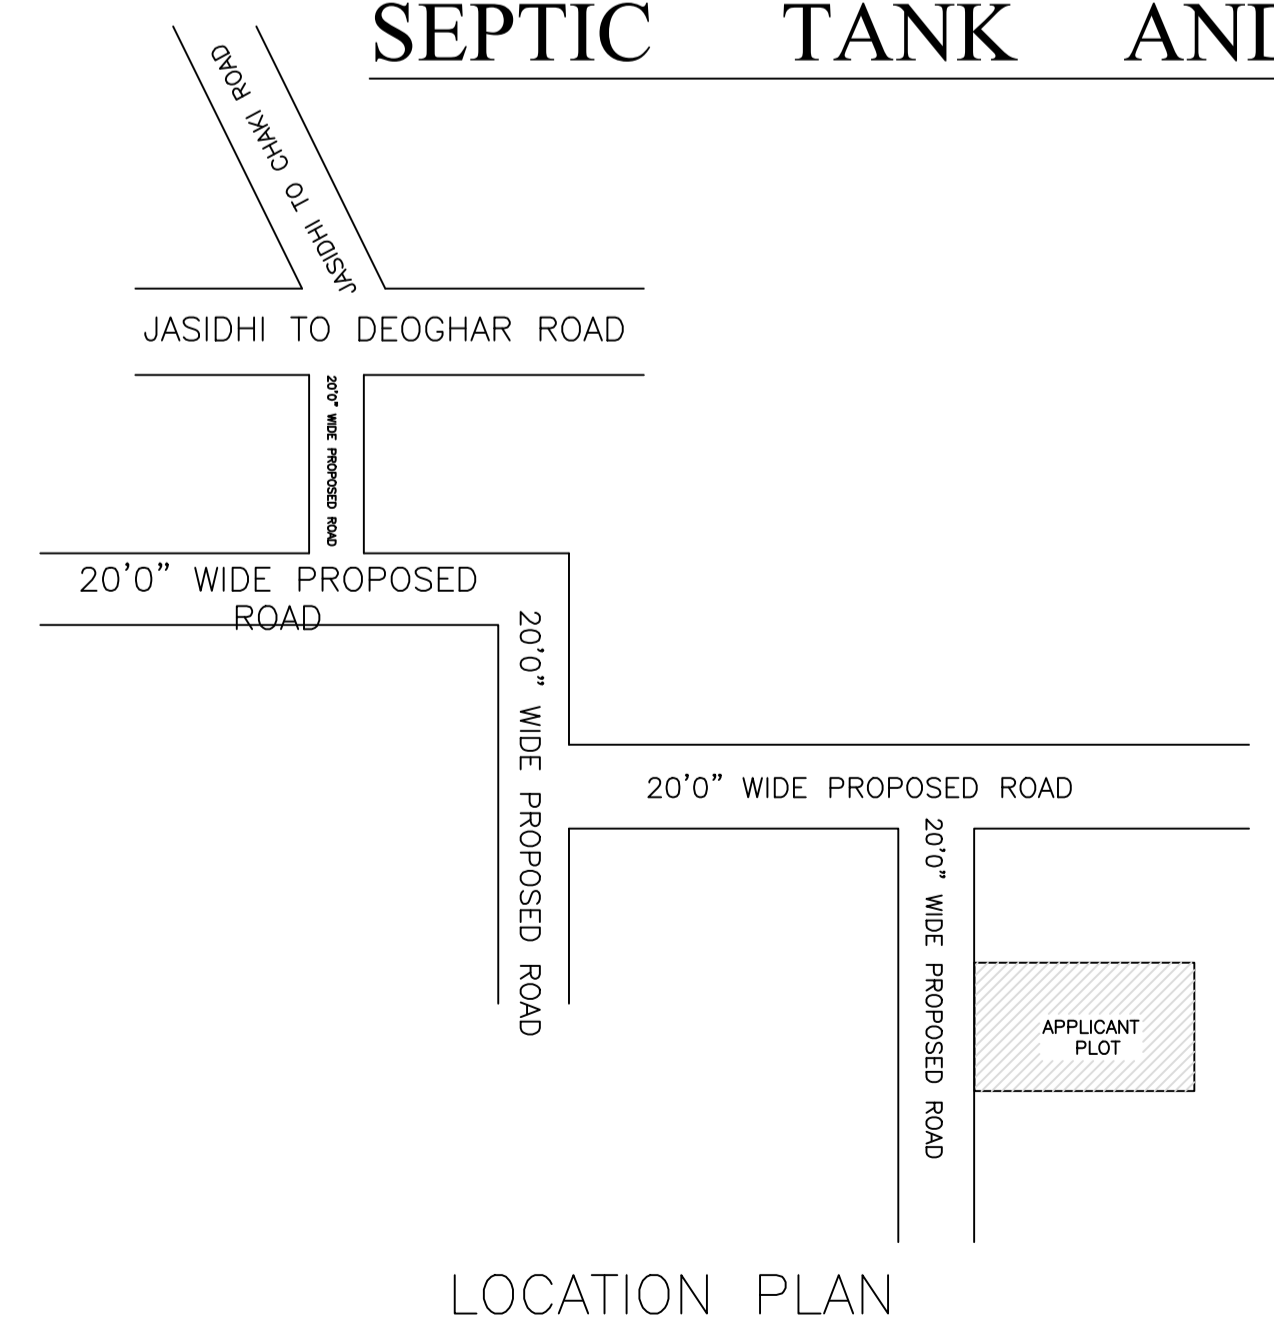 SEPTIC TANK AND
JASIDHI TO CHAKI ROAD
JASIDHI TO DEOGHAR ROAD
20'0" WIDE PROPOSED ROAD
20'0" WIDE PROPOSED
ROAD
20'0" WIDE PROPOSED ROAD
20'0" WIDE PROPOSED ROAD
20'0" WIDE PROPOSED ROAD
APPLICANT
PLOT
LOCATION PLAN